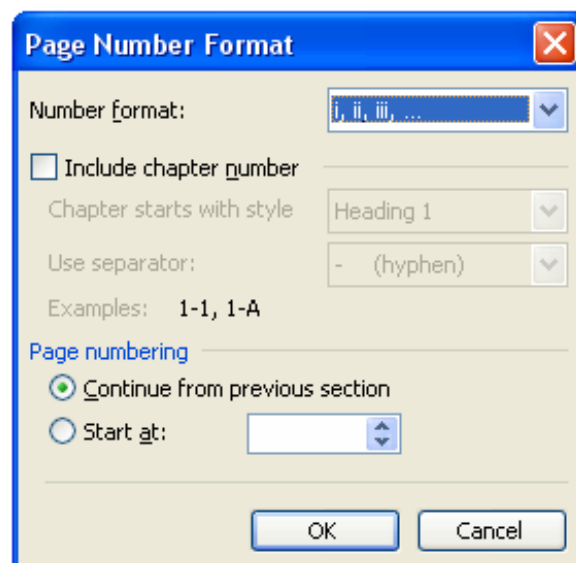 Page Number Format
Number format: i, ii, iii, ...
Include chapter number
Chapter starts with style Heading 1
Use separator: - (hyphen)
Examples: 1-1, 1-A
Page numbering
Continue from previous section
Start at:
OK Cancel